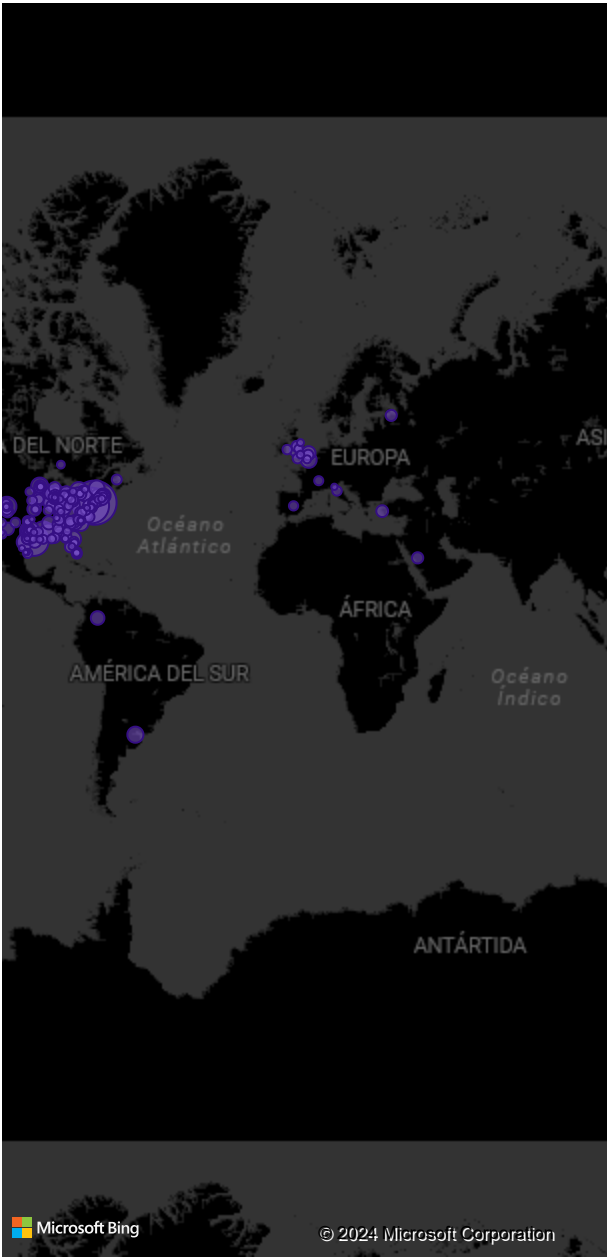 A DEL NORTE
EUROPA
ASI
Océano
Atlántico
ÁFRICA
AMÉRICA DEL SUR
Océano
Índico
ANTÁRTIDA
Microsoft Bing
© 2024 Microsoft Corporation